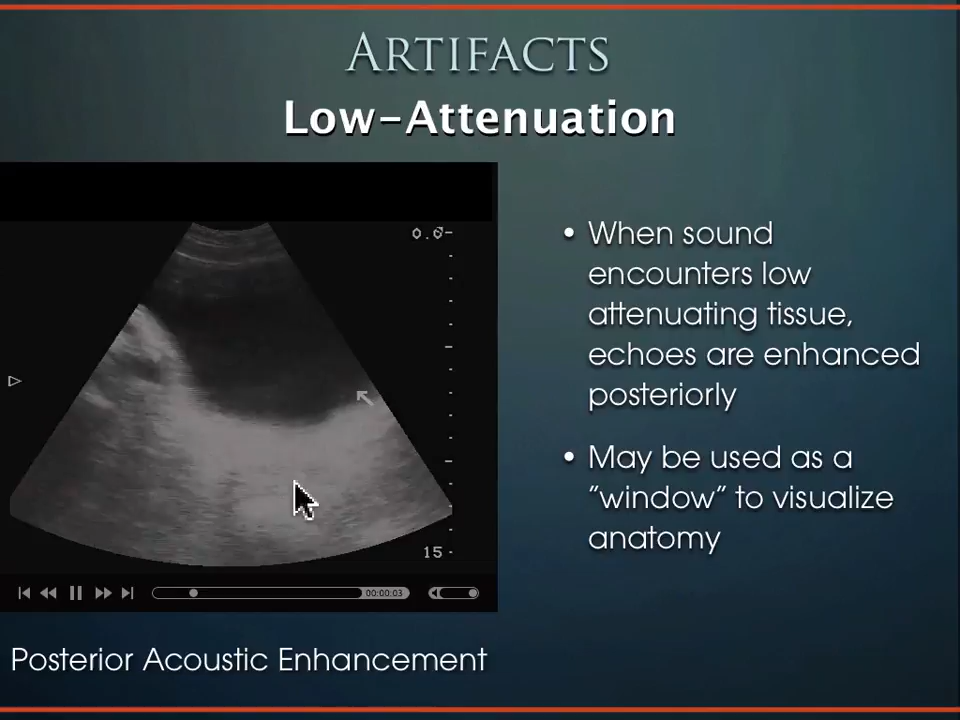 ARTIFACTS
Low-Attenuation
0.0-
15-
00:00:03
Posterior Acoustic Enhancement
• When sound
encounters low
attenuating tissue,
echoes are enhanced
posteriorly
• May be used as a
"window" to visualize
anatomy